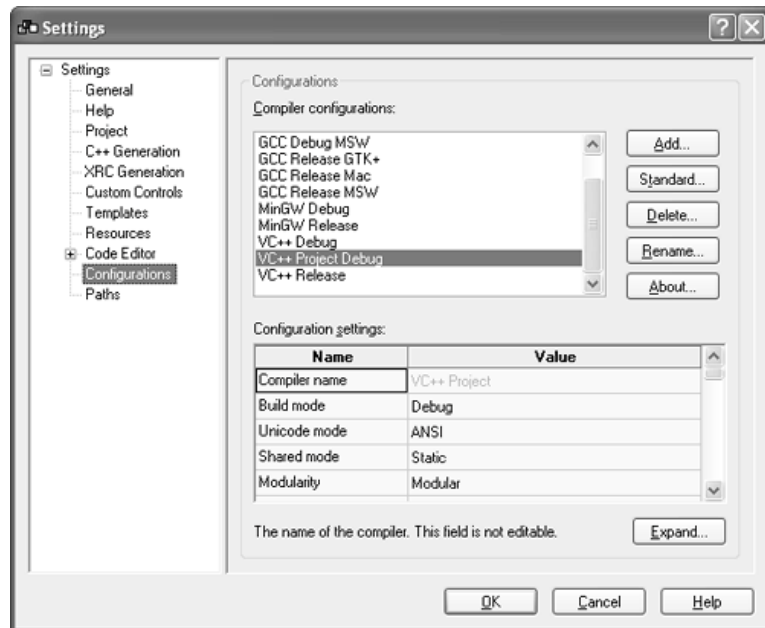 Settings
Settings
General
Help
Project
C++ Generation
XRC Generation
Custom Controls
Templates
Resources
Code Editor
Configurations
Paths
Configurations
Compiler configurations:
GCC Debug MSW
GCC Release GTK+
GCC Release Mac
GCC Release MSW
MinGW Debug
MinGW Release
VC++ Debug
VC++ Project Debug
VC++ Release
Add...
Standard...
Delete...
Rename...
About...
Configuration settings:
Name Value
Compiler name VC++ Project
Build mode Debug
Unicode mode ANSI
Shared mode Static
Modularity Modular
The name of the compiler. This field is not editable.
Expand...
OK Cancel Help